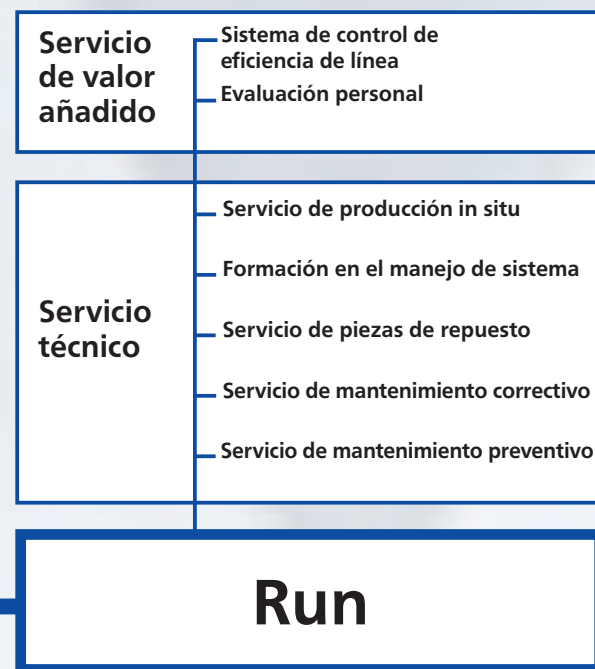 Servicio
de valor
añadido
Sistema de control de
eficiencia de línea
Evaluación personal
Servicio
técnico
Servicio de producción in situ
Formación en el manejo de sistema
Servicio de piezas de repuesto
Servicio de mantenimiento correctivo
Servicio de mantenimiento preventivo
Run